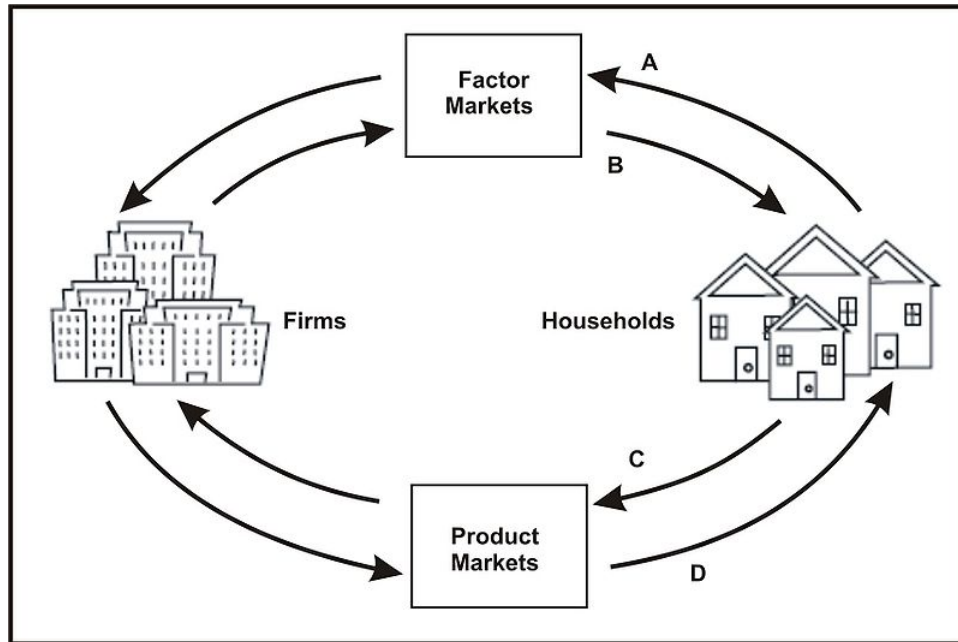 A
Factor
Markets
B
Firms
Households
C
Product
Markets
D